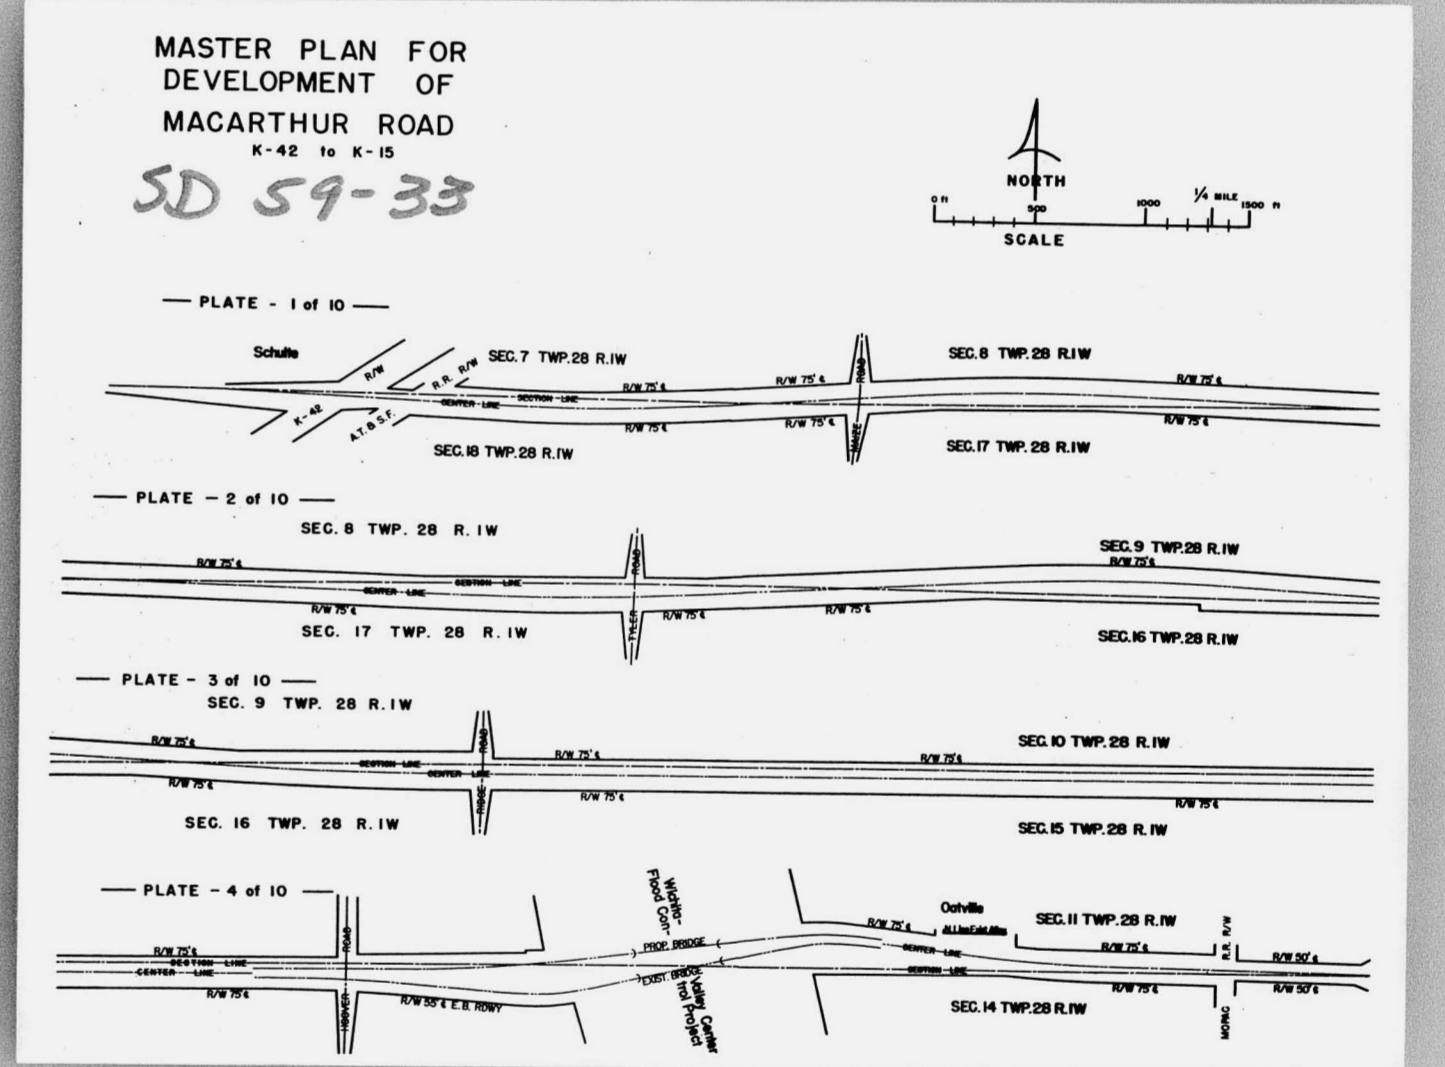 MASTER PLAN FOR
DEVELOPMENT OF
MACARTHUR ROAD
K-42 to K-15
SD 59-33
NORTH
0 ft 500 1000 1/4 MILE 1500 ft
SCALE
— PLATE - 1 of 10 —
Schulte
R/W
R.R. R/W
SEC. 7 TWP. 28 R. 1W
SEC. 8 TWP. 28 R. 1W
R/W 75' ℄
R/W 75' ℄
ROAD
R/W 75' ℄
CENTER LINE
SECTION LINE
K-42
A.T. & S.F.
R/W 75' ℄
R/W 75' ℄
MAIZE
R/W 75' ℄
SEC. 18 TWP. 28 R. 1W
SEC. 17 TWP. 28 R. 1W
— PLATE - 2 of 10 —
SEC. 8 TWP. 28 R. 1W
SEC. 9 TWP. 28 R. 1W
R/W 75' ℄
ROAD
R/W 75' ℄
SECTION LINE
CENTER LINE
R/W 75' ℄
TYLER
R/W 75' ℄
R/W 75' ℄
SEC. 17 TWP. 28 R. 1W
SEC. 16 TWP. 28 R. 1W
— PLATE - 3 of 10 —
SEC. 9 TWP. 28 R. 1W
SEC. 10 TWP. 28 R. 1W
R/W 75' ℄
ROAD
R/W 75' ℄
R/W 75' ℄
SECTION LINE
CENTER LINE
R/W 75' ℄
RIDGE
R/W 75' ℄
R/W 75' ℄
SEC. 16 TWP. 28 R. 1W
SEC. 15 TWP. 28 R. 1W
— PLATE - 4 of 10 —
Wichita-
Flood Con-
Oatville
SEC. 11 TWP. 28 R. 1W
R/W 75' ℄
ROAD
PROP. BRIDGE
R/W 75' ℄
R/W 75' ℄
R.R. R/W
R/W 50' ℄
SECTION LINE
CENTER LINE
CENTER LINE
SECTION LINE
EXIST. BRIDGE
R/W 75' ℄
HOOVER
R/W 55' ℄ E.B. RDWY
Valley Center
trol Project
R/W 75' ℄
R/W 50' ℄
SEC. 14 TWP. 28 R. 1W
MOPAC